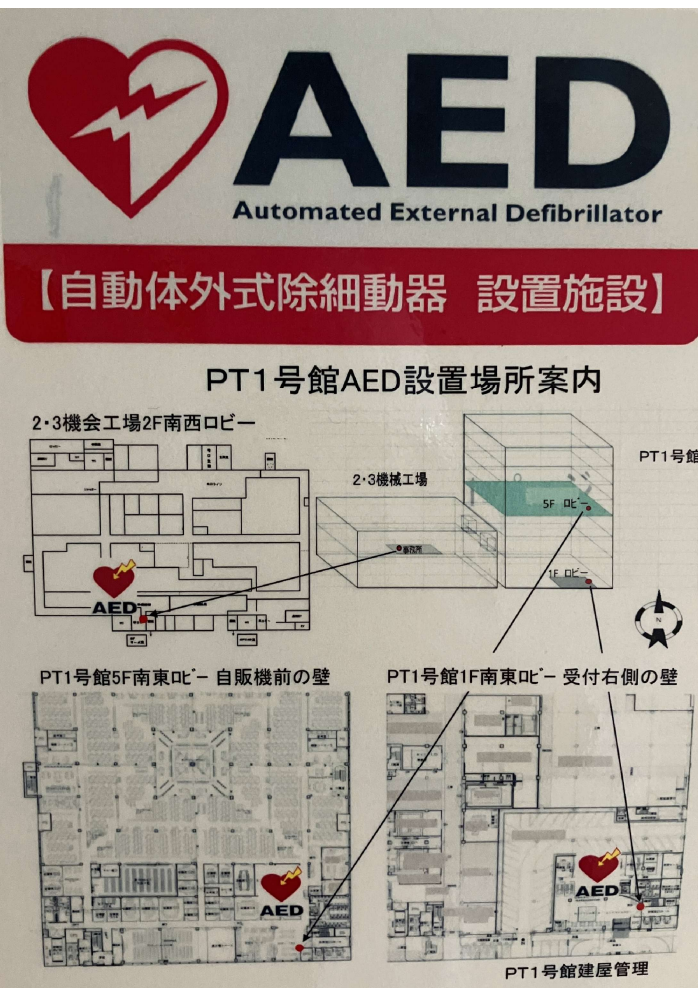 AED
Automated External Defibrillator
【自動体外式除細動器 設置施設】
PT1号館AED設置場所案内
2・3機会工場2F南西ロビー
2・3機械工場
PT1号館
5F ロビー
事務所
1F ロビー
AED
N
PT1号館5F南東ロビー 自販機前の壁
PT1号館1F南東ロビー 受付右側の壁
AED
AED
PT1号館建屋管理